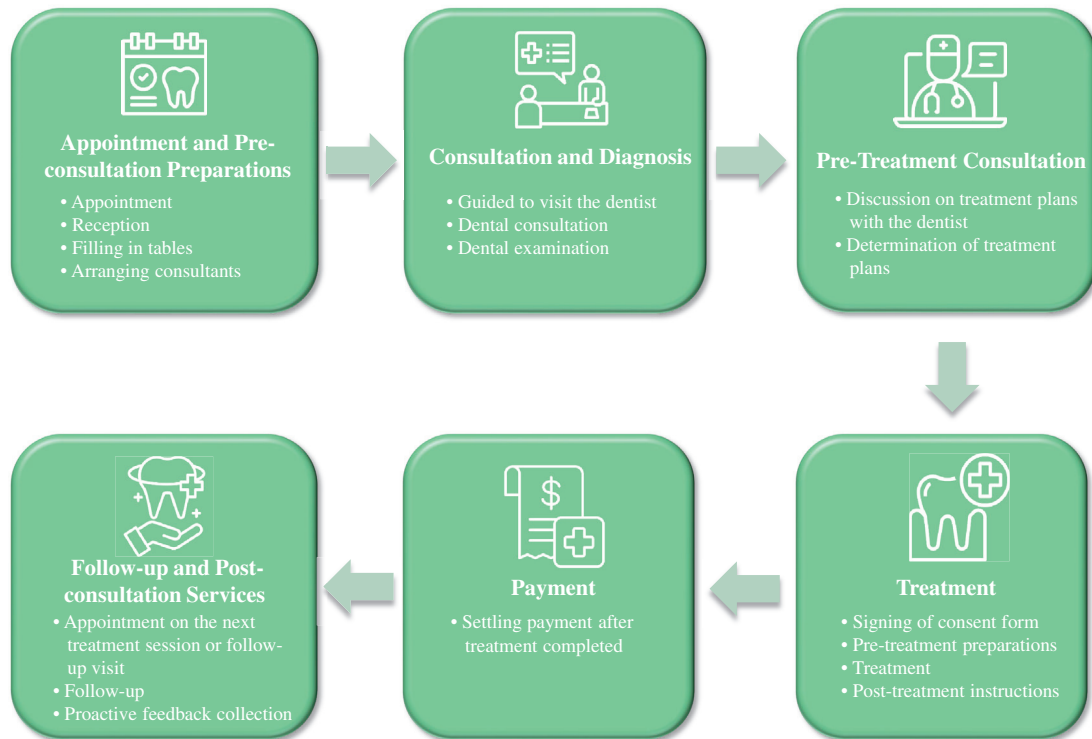 Appointment and Pre-
consultation Preparations
• Appointment
• Reception
• Filling in tables
• Arranging consultants
Consultation and Diagnosis
• Guided to visit the dentist
• Dental consultation
• Dental examination
Pre-Treatment Consultation
• Discussion on treatment plans
with the dentist
• Determination of treatment
plans
Treatment
• Signing of consent form
• Pre-treatment preparations
• Treatment
• Post-treatment instructions
$
Payment
• Settling payment after
treatment completed
Follow-up and Post-
consultation Services
• Appointment on the next
treatment session or follow-
up visit
• Follow-up
• Proactive feedback collection